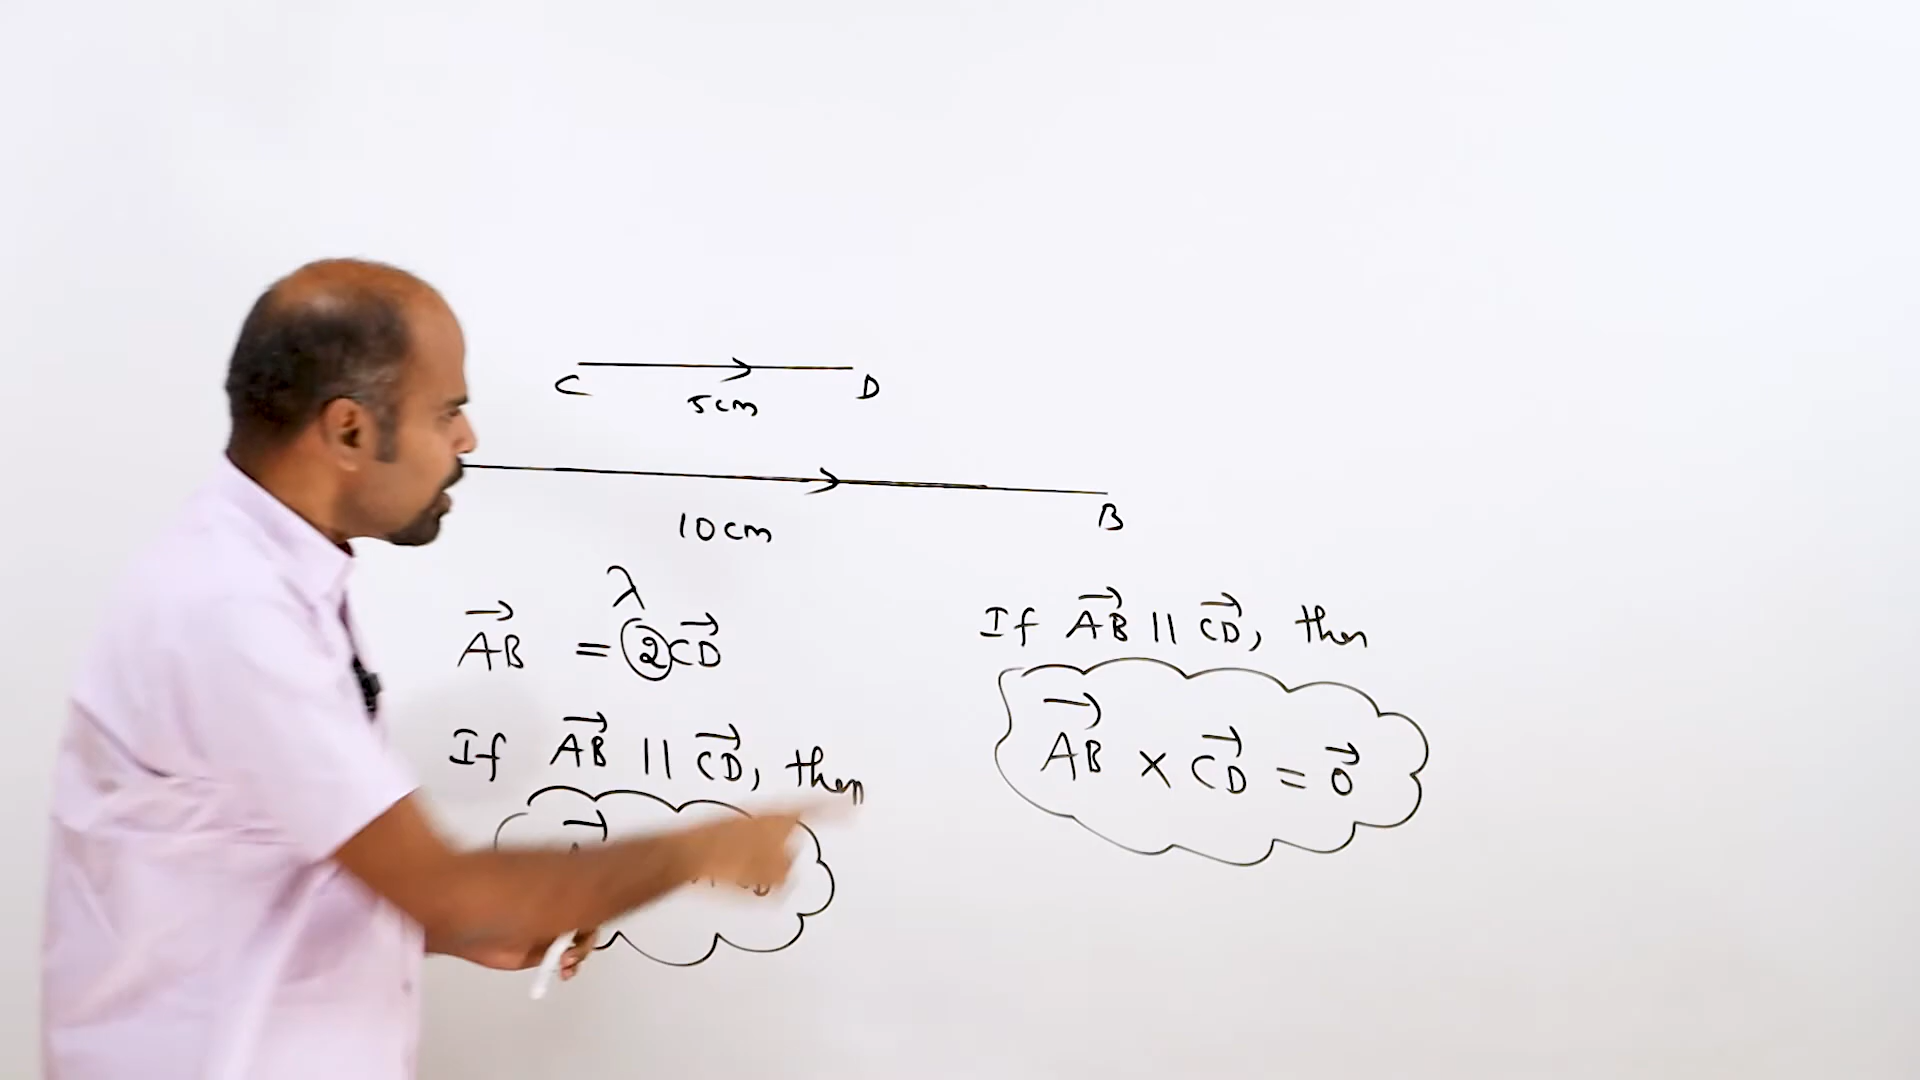 C D
5cm
10cm
B
λ
→AB = 2→CD
If →AB || →CD, then
If →AB || →CD, then
→AB × →CD = →0